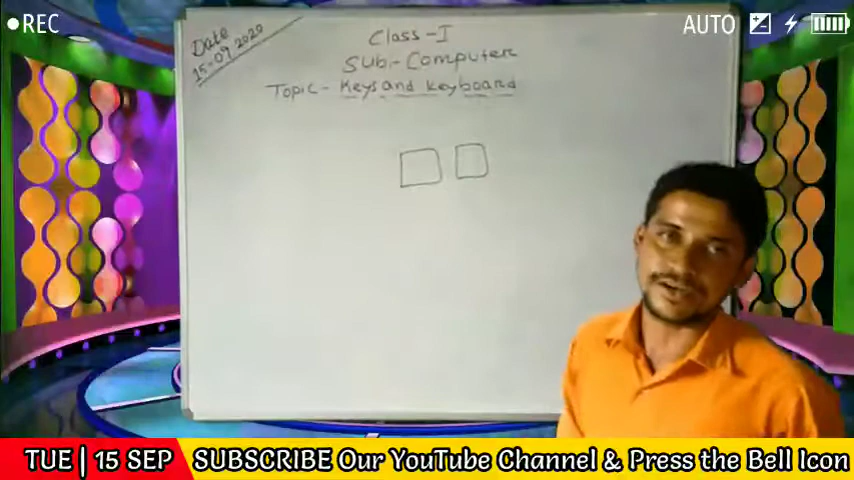 REC
AUTO
Date
15-09-2020
Class-I
Sub.-Computer
Topic- Keys and Keyboard
TUE | 15 SEP
SUBSCRIBE Our YouTube Channel & Press the Bell Icon